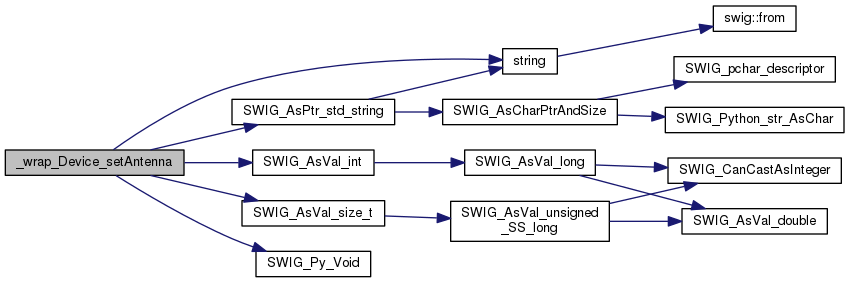 swig::from
string
SWIG_pchar_descriptor
SWIG_AsPtr_std_string
SWIG_AsCharPtrAndSize
SWIG_Python_str_AsChar
_wrap_Device_setAntenna
SWIG_AsVal_int
SWIG_AsVal_long
SWIG_CanCastAsInteger
SWIG_AsVal_size_t
SWIG_AsVal_unsigned
_SS_long
SWIG_AsVal_double
SWIG_Py_Void